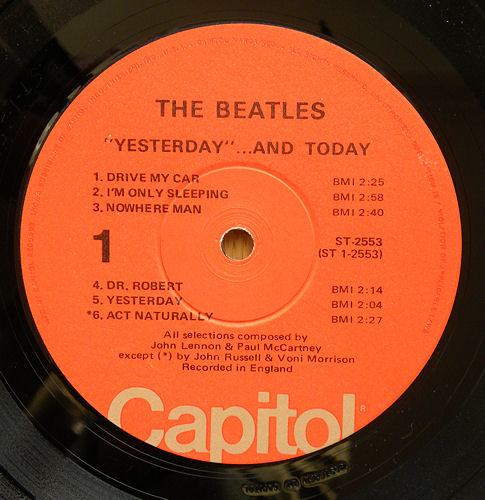 THE BEATLES
"YESTERDAY"...AND TODAY
1. DRIVE MY CAR BMI 2:25
2. I'M ONLY SLEEPING BMI 2:58
3. NOWHERE MAN BMI 2:40
1 ST-2553
(ST 1-2553)
4. DR. ROBERT BMI 2:14
5. YESTERDAY BMI 2:04
*6. ACT NATURALLY BMI 2:27
All selections composed by
John Lennon & Paul McCartney
except (*) by John Russell & Voni Morrison
Recorded in England
Capitol®